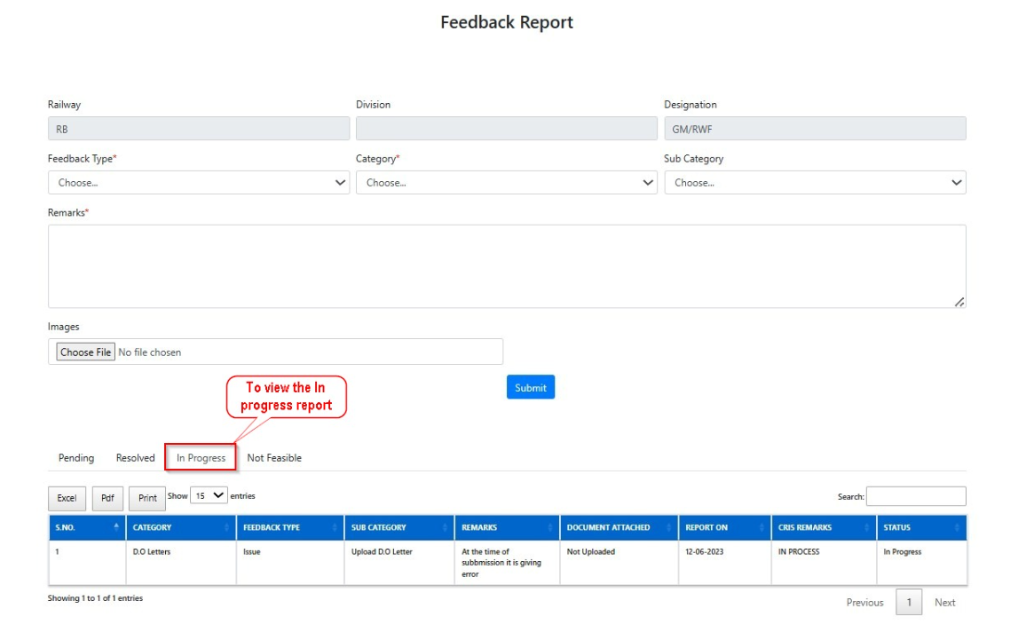 Feedback Report
Railway Division Designation
RB GM/RWF
Feedback Type* Category* Sub Category
Choose... Choose... Choose...
Remarks*
Images
Choose File No file chosen
Submit
To view the In
progress report
Pending Resolved In Progress Not Feasible
Excel Pdf Print Show 15 entries Search:
S.NO. CATEGORY FEEDBACK TYPE SUB CATEGORY REMARKS DOCUMENT ATTACHED REPORT ON CRIS REMARKS STATUS
1 D.O Letters Issue Upload D.O Letter At the time of Not Uploaded 12-06-2023 IN PROCESS In Progress
subbmission it is giving
error
Showing 1 to 1 of 1 entries
Previous 1 Next